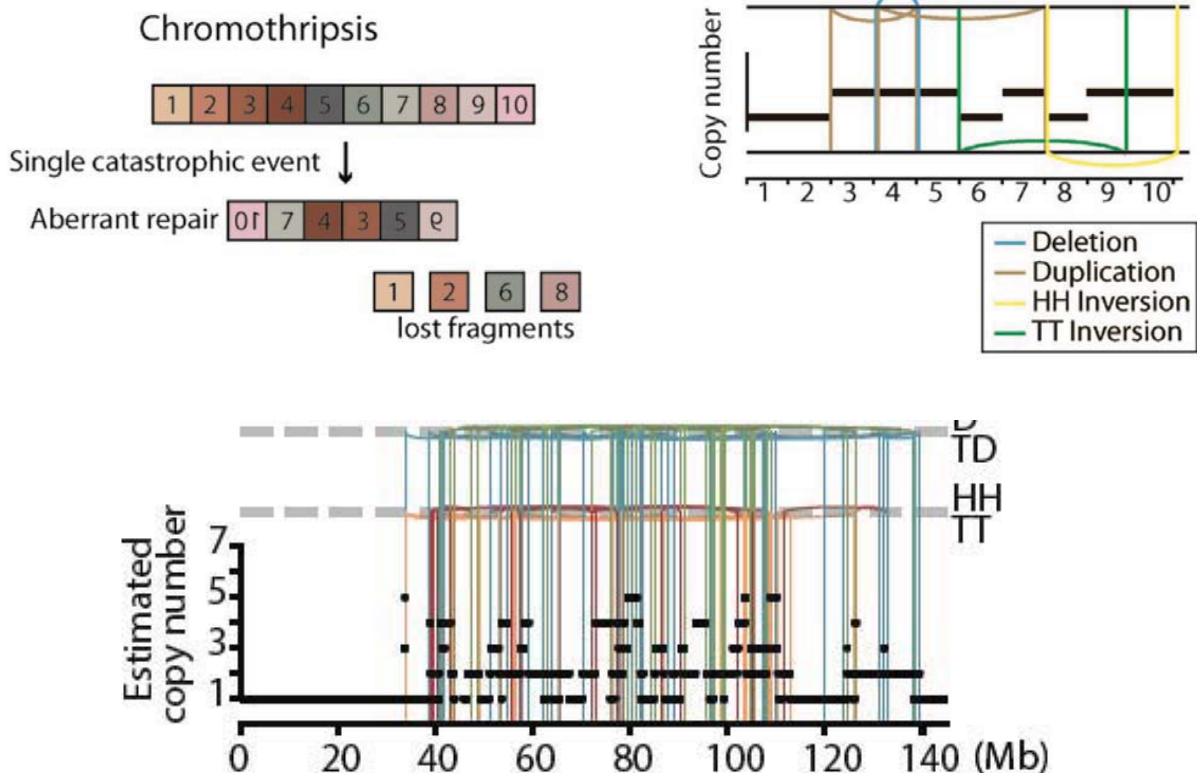 Chromothripsis
1 2 3 4 5 6 7 8 9 10
Single catastrophic event
Aberrant repair 10 7 4 3 5 9
1 2 6 8
lost fragments
Copy number
1 2 3 4 5 6 7 8 9 10
Deletion
Duplication
HH Inversion
TT Inversion
TD
HH
TT
Estimated
copy number
7
5
3
1
0 20 40 60 80 100 120 140 (Mb)